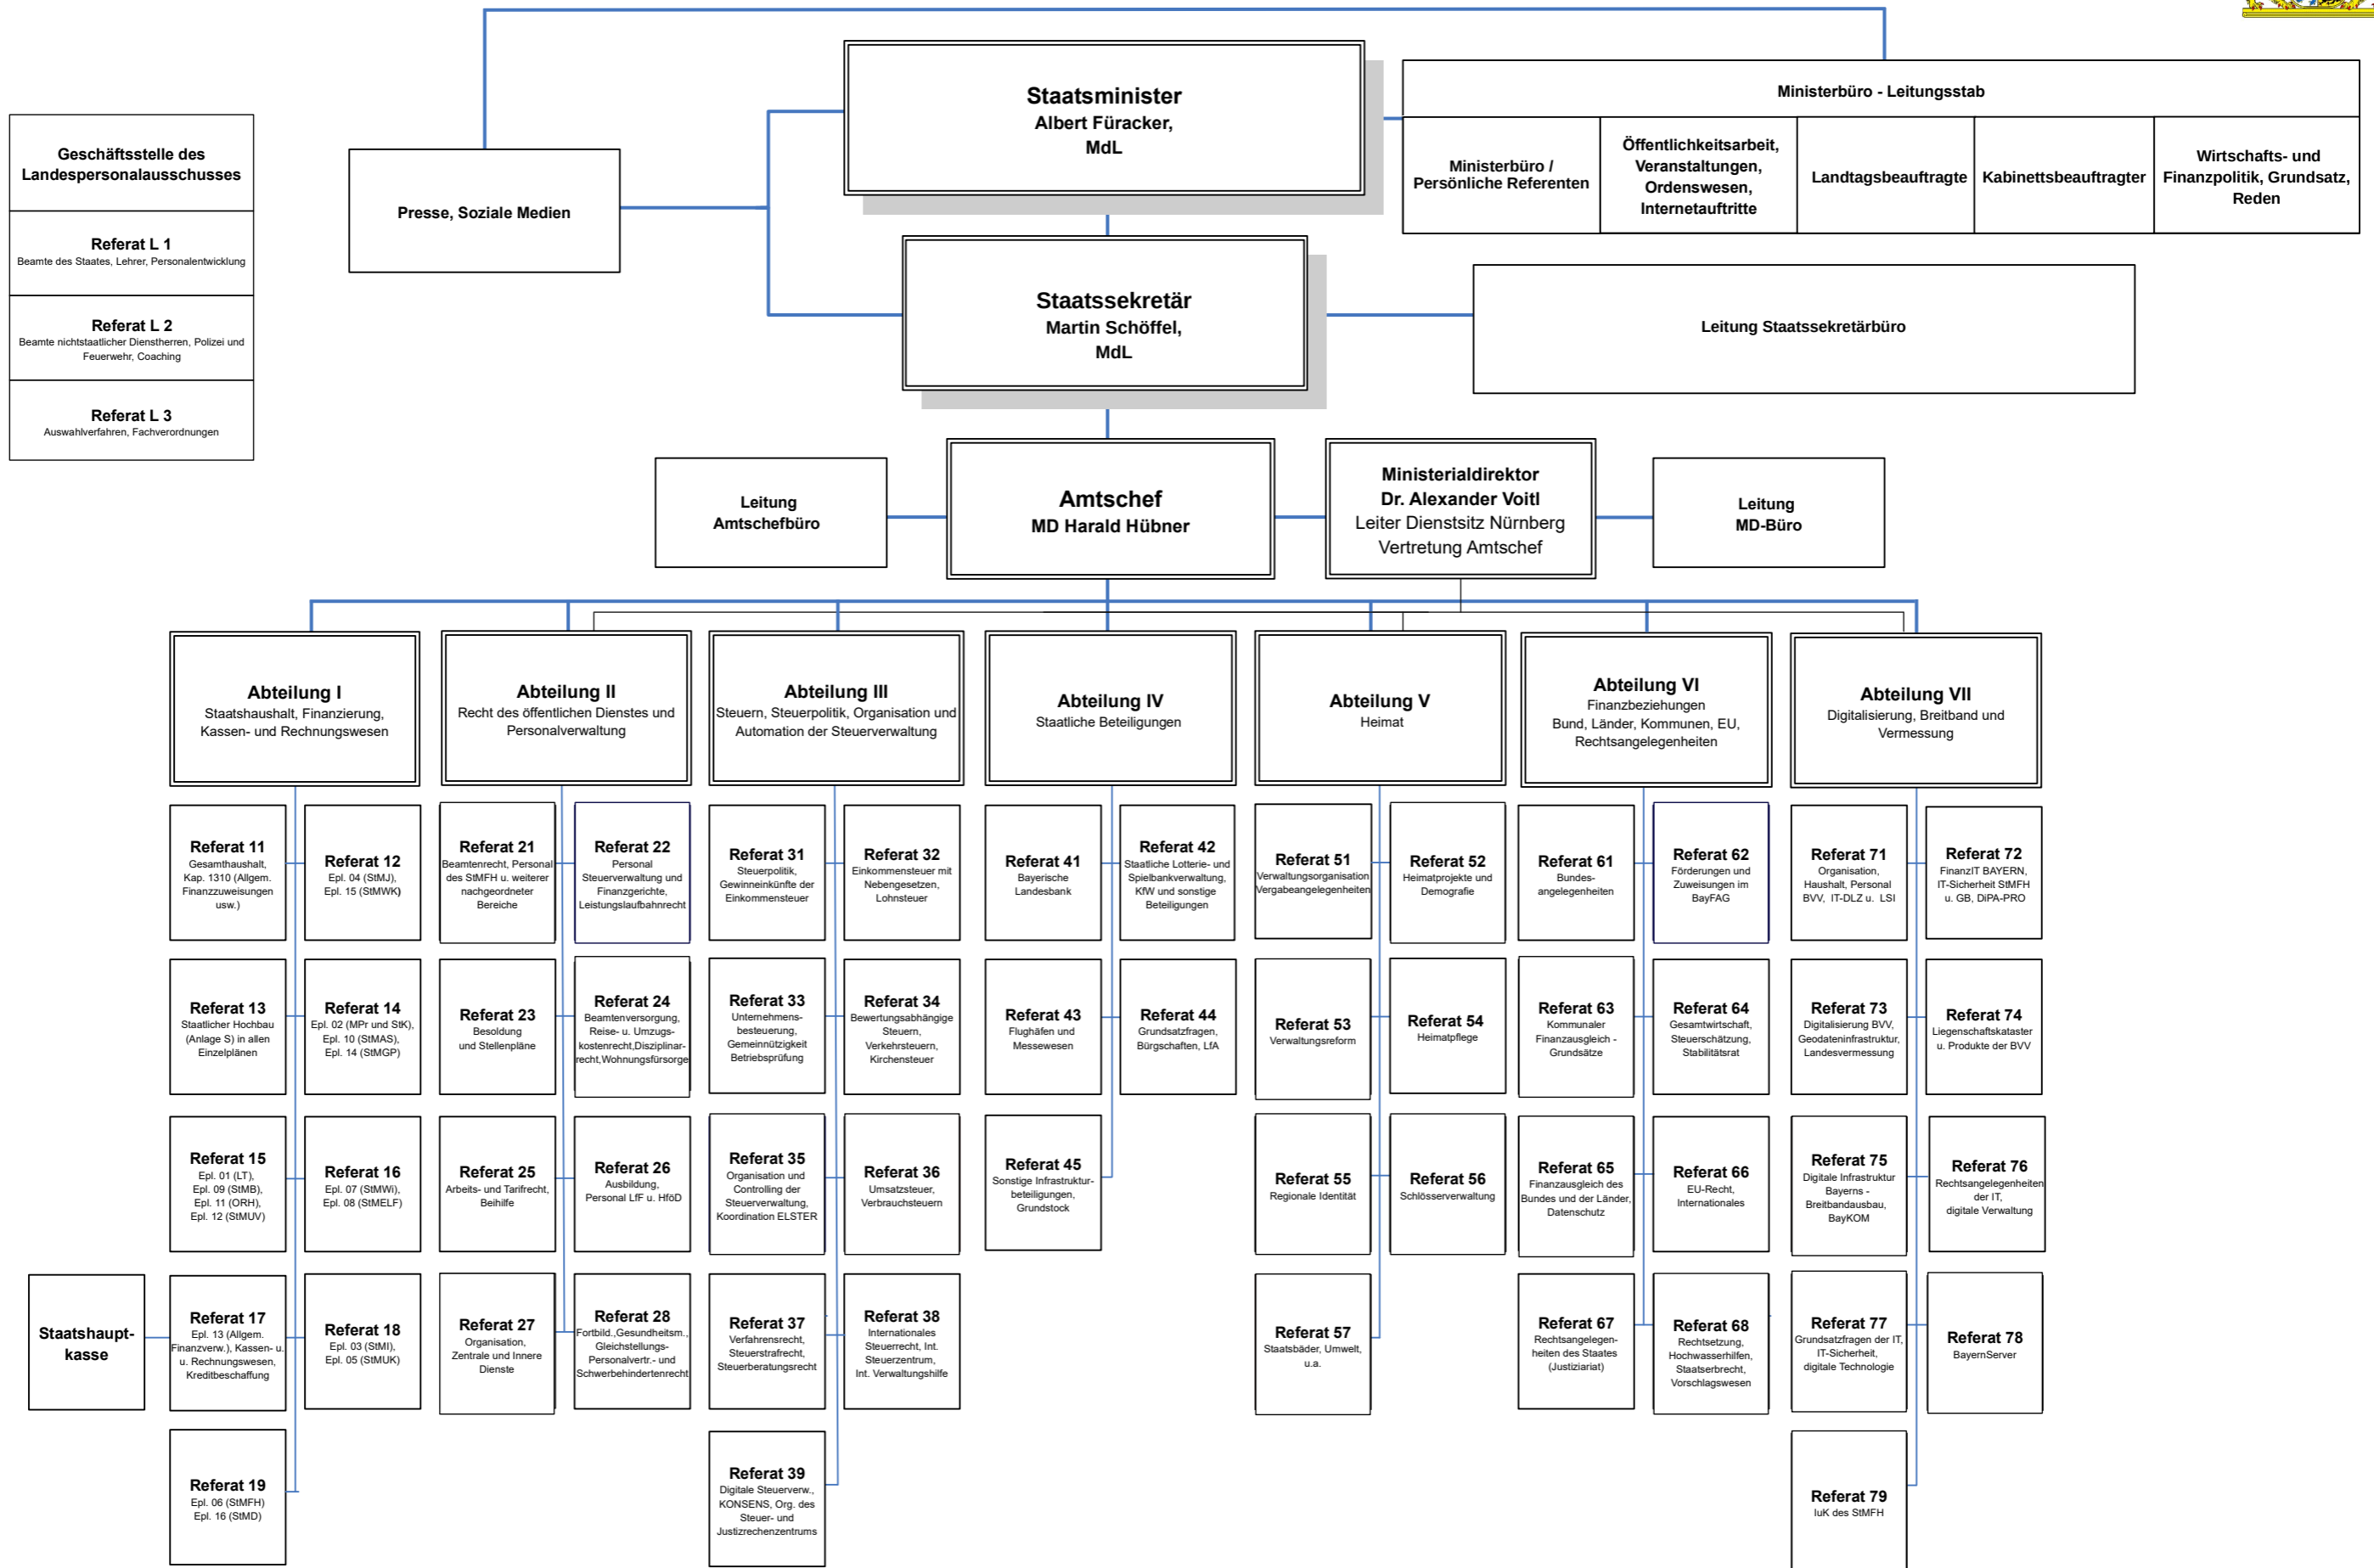 Staatsminister
Albert Füracker,
MdL
Ministerbüro - Leitungsstab
Ministerbüro /
Persönliche Referenten
Öffentlichkeitsarbeit,
Veranstaltungen,
Ordenswesen,
Internetauftritte
Landtagsbeauftragte
Kabinettsbeauftragter
Wirtschafts- und
Finanzpolitik, Grundsatz,
Reden
Geschäftsstelle des
Landespersonalausschusses
Referat L 1
Beamte des Staates, Lehrer, Personalentwicklung
Referat L 2
Beamte nichtstaatlicher Dienstherren, Polizei und
Feuerwehr, Coaching
Referat L 3
Auswahlverfahren, Fachverordnungen
Presse, Soziale Medien
Staatssekretär
Martin Schöffel,
MdL
Leitung Staatssekretärbüro
Leitung
Amtschefbüro
Amtschef
MD Harald Hübner
Ministerialdirektor
Dr. Alexander Voitl
Leiter Dienstsitz Nürnberg
Vertretung Amtschef
Leitung
MD-Büro
Abteilung I
Staatshaushalt, Finanzierung,
Kassen- und Rechnungswesen
Abteilung II
Recht des öffentlichen Dienstes und
Personalverwaltung
Abteilung III
Steuern, Steuerpolitik, Organisation und
Automation der Steuerverwaltung
Abteilung IV
Staatliche Beteiligungen
Abteilung V
Heimat
Abteilung VI
Finanzbeziehungen
Bund, Länder, Kommunen, EU,
Rechtsangelegenheiten
Abteilung VII
Digitalisierung, Breitband und
Vermessung
Referat 11
Gesamthaushalt,
Kap. 1310 (Allgem.
Finanzzuweisungen
usw.)
Referat 12
Epl. 04 (StMJ),
Epl. 15 (StMWK)
Referat 21
Beamtenrecht, Personal
des StMFH u. weiterer
nachgeordneter
Bereiche
Referat 22
Personal
Steuerverwaltung und
Finanzgerichte,
Leistungslaufbahnrecht
Referat 31
Steuerpolitik,
Gewinneinkünfte der
Einkommensteuer
Referat 32
Einkommensteuer mit
Nebengesetzen,
Lohnsteuer
Referat 41
Bayerische
Landesbank
Referat 42
Staatliche Lotterie- und
Spielbankverwaltung,
KfW und sonstige
Beteiligungen
Referat 51
Verwaltungsorganisation
Vergabeangelegenheiten
Referat 52
Heimatprojekte und
Demografie
Referat 61
Bundes-
angelegenheiten
Referat 62
Förderungen und
Zuweisungen im
BayFAG
Referat 71
Organisation,
Haushalt, Personal
BVV, IT-DLZ u. LSI
Referat 72
FinanzIT BAYERN,
IT-Sicherheit StMFH
u. GB, DiPA-PRO
Referat 13
Staatlicher Hochbau
(Anlage S) in allen
Einzelplänen
Referat 14
Epl. 02 (MPr und StK),
Epl. 10 (StMAS),
Epl. 14 (StMGP)
Referat 23
Besoldung
und Stellenpläne
Referat 24
Beamtenversorgung,
Reise- u. Umzugs-
kostenrecht,Disziplinar-
recht,Wohnungsfürsorge
Referat 33
Unternehmens-
besteuerung,
Gemeinnützigkeit
Betriebsprüfung
Referat 34
Bewertungsabhängige
Steuern,
Verkehrsteuern,
Kirchensteuer
Referat 43
Flughäfen und
Messewesen
Referat 44
Grundsatzfragen,
Bürgschaften, LfA
Referat 53
Verwaltungsreform
Referat 54
Heimatpflege
Referat 63
Kommunaler
Finanzausgleich -
Grundsätze
Referat 64
Gesamtwirtschaft,
Steuerschätzung,
Stabilitätsrat
Referat 73
Digitalisierung BVV,
Geodateninfrastruktur,
Landesvermessung
Referat 74
Liegenschaftskataster
u. Produkte der BVV
Referat 15
Epl. 01 (LT),
Epl. 09 (StMB),
Epl. 11 (ORH),
Epl. 12 (StMUV)
Referat 16
Epl. 07 (StMWi),
Epl. 08 (StMELF)
Referat 25
Arbeits- und Tarifrecht,
Beihilfe
Referat 26
Ausbildung,
Personal LfF u. HföD
Referat 35
Organisation und
Controlling der
Steuerverwaltung,
Koordination ELSTER
Referat 36
Umsatzsteuer,
Verbrauchsteuern
Referat 45
Sonstige Infrastruktur-
beteiligungen,
Grundstock
Referat 55
Regionale Identität
Referat 56
Schlösserverwaltung
Referat 65
Finanzausgleich des
Bundes und der Länder,
Datenschutz
Referat 66
EU-Recht,
Internationales
Referat 75
Digitale Infrastruktur
Bayerns -
Breitbandausbau,
BayKOM
Referat 76
Rechtsangelegenheiten
der IT,
digitale Verwaltung
Staatshaupt-
kasse
Referat 17
Epl. 13 (Allgem.
Finanzverw.), Kassen- u.
u. Rechnungswesen,
Kreditbeschaffung
Referat 18
Epl. 03 (StMI),
Epl. 05 (StMUK)
Referat 27
Organisation,
Zentrale und Innere
Dienste
Referat 28
Fortbild.,Gesundheitsm.,
Gleichstellungs-
Personalvertr.- und
Schwerbehindertenrecht
Referat 37
Verfahrensrecht,
Steuerstrafrecht,
Steuerberatungsrecht
Referat 38
Internationales
Steuerrecht, Int.
Steuerzentrum,
Int. Verwaltungshilfe
Referat 57
Staatsbäder, Umwelt,
u.a.
Referat 67
Rechtsangelegen-
heiten des Staates
(Justiziariat)
Referat 68
Rechtsetzung,
Hochwasserhilfen,
Staatserbrecht,
Vorschlagswesen
Referat 77
Grundsatzfragen der IT,
IT-Sicherheit,
digitale Technologie
Referat 78
BayernServer
Referat 19
Epl. 06 (StMFH)
Epl. 16 (StMD)
Referat 39
Digitale Steuerverw.,
KONSENS, Org. des
Steuer- und
Justizrechenzentrums
Referat 79
IuK des StMFH